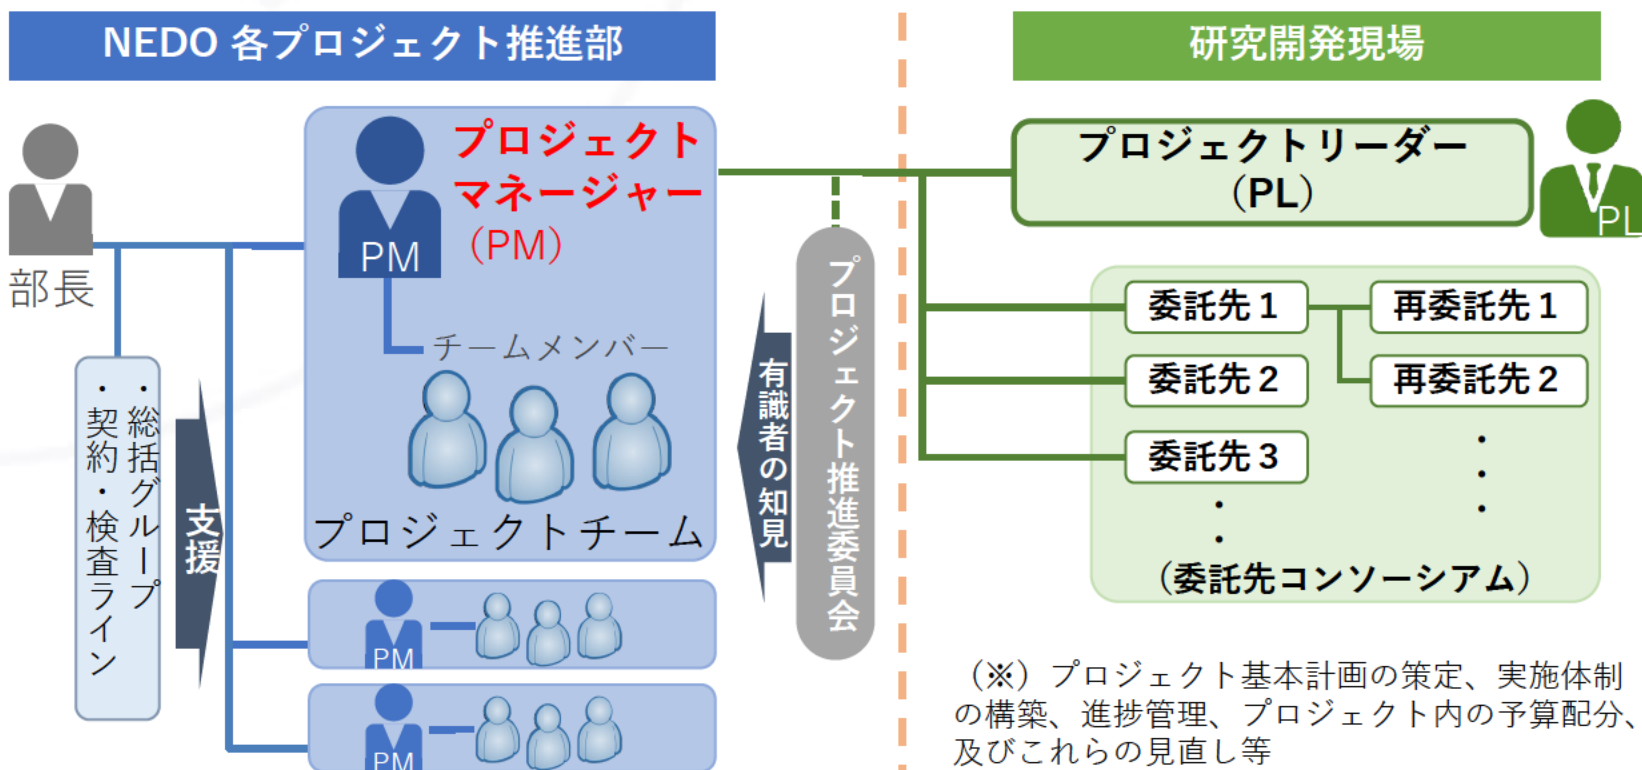 NEDO 各プロジェクト推進部
部長
・総括グループ
・契約・検査ライン
支援
プロジェクト
マネージャー
（PM）
PM
チームメンバー
プロジェクトチーム
PM
PM
有識者の知見
プロジェクト推進委員会
研究開発現場
プロジェクトリーダー
（PL）
PL
委託先１
再委託先１
委託先２
再委託先２
委託先３
・
・
・
・
・
（委託先コンソーシアム）
（※）プロジェクト基本計画の策定、実施体制
の構築、進捗管理、プロジェクト内の予算配分、
及びこれらの見直し等